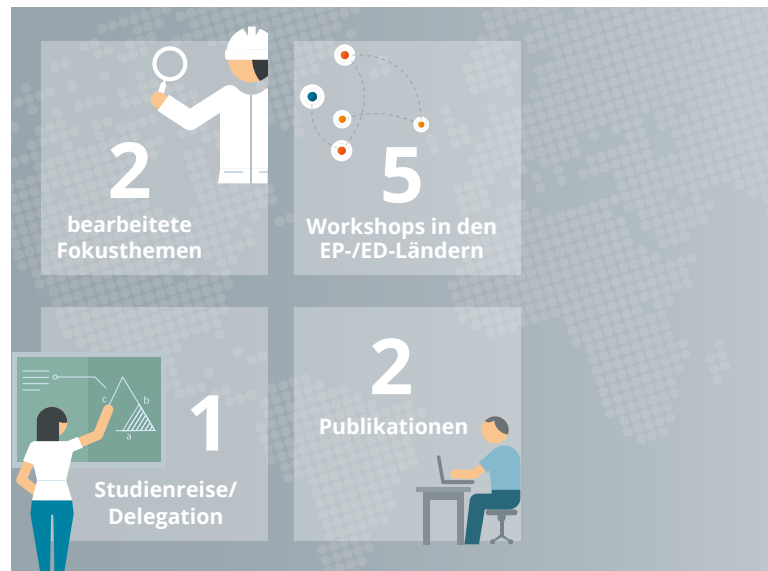 2
bearbeitete
Fokusthemen
5
Workshops in den
EP-/ED-Ländern
c
b
a
1
Studienreise/
Delegation
2
Publikationen